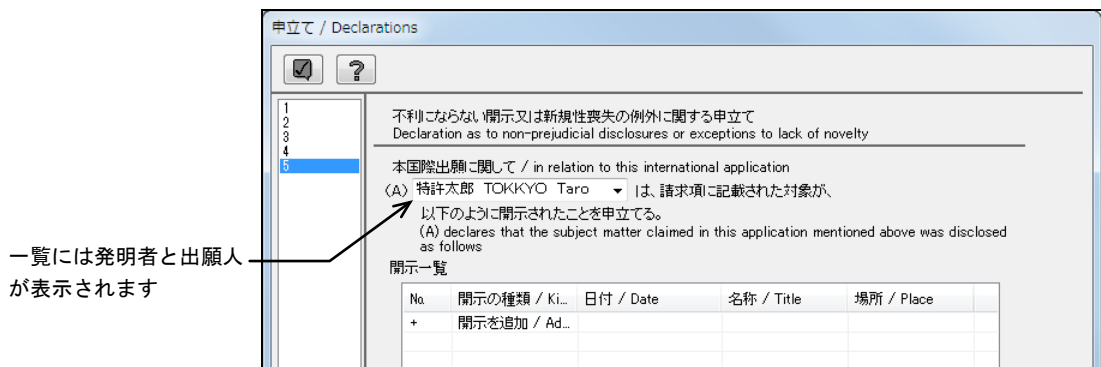 申立て / Declarations
?
1
2
3
4
5
不利にならない開示又は新規性喪失の例外に関する申立て
Declaration as to non-prejudicial disclosures or exceptions to lack of novelty
本国際出願に関して / in relation to this international application
(A) 特許太郎 TOKKYO Taro は、請求項に記載された対象が、
以下のように開示されたことを申立てる。
(A) declares that the subject matter claimed in this application mentioned above was disclosed
as follows
一覧には発明者と出願人
が表示されます
開示一覧
No. 開示の種類 / Ki... 日付 / Date 名称 / Title 場所 / Place
+ 開示を追加 / Ad...